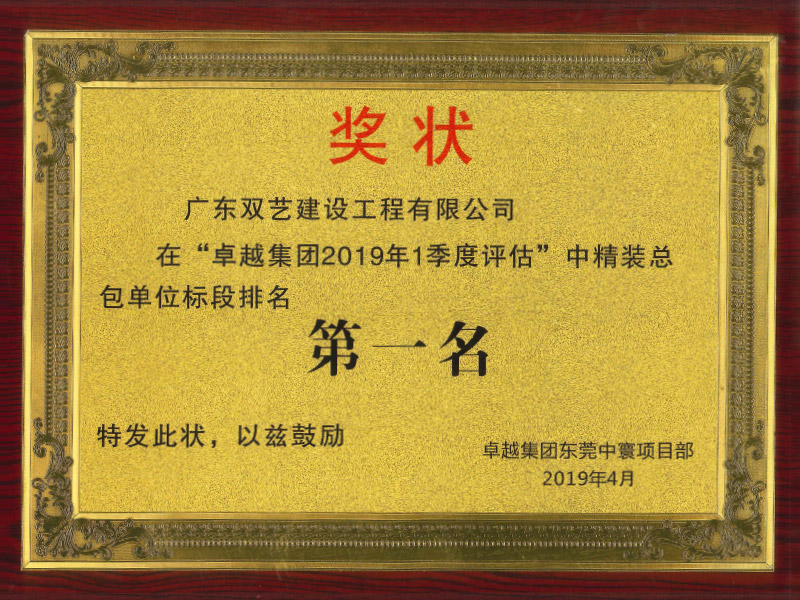 奖状
广东双艺建设工程有限公司
在“卓越集团2019年1季度评估”中精装总
包单位标段排名
第一名
特发此状，以兹鼓励
卓越集团东莞中寰项目部
2019年4月